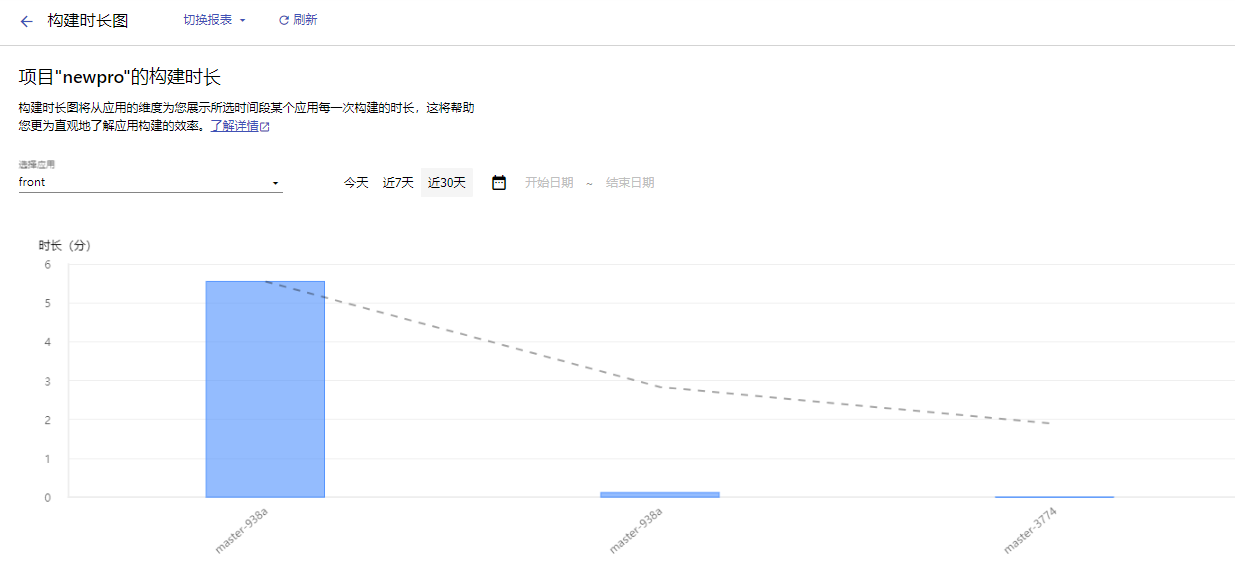 构建时长图 切换报表 刷新
项目"newpro"的构建时长
构建时长图将从应用的维度为您展示所选时间段某个应用每一次构建的时长，这将帮助
您更为直观地了解应用构建的效率。了解详情
选择应用
front 今天 近7天 近30天 开始日期 ~ 结束日期
时长（分）
6
5
4
3
2
1
0
master-938a master-938a master-3774